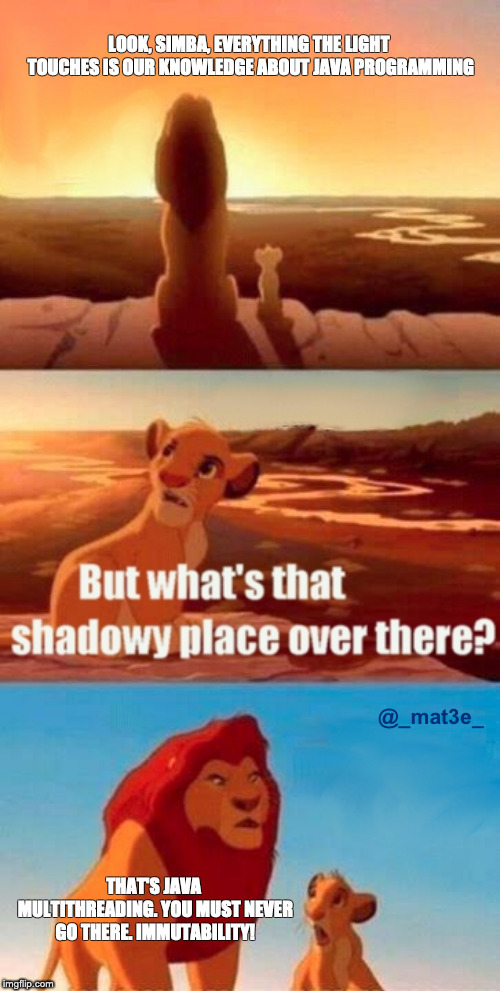 LOOK, SIMBA, EVERYTHING THE LIGHT
TOUCHES IS OUR KNOWLEDGE ABOUT JAVA PROGRAMMING
But what's that
shadowy place over there?
@_mat3e_
THAT'S JAVA
MULTITHREADING. YOU MUST NEVER
GO THERE. IMMUTABILITY!
imgflip.com